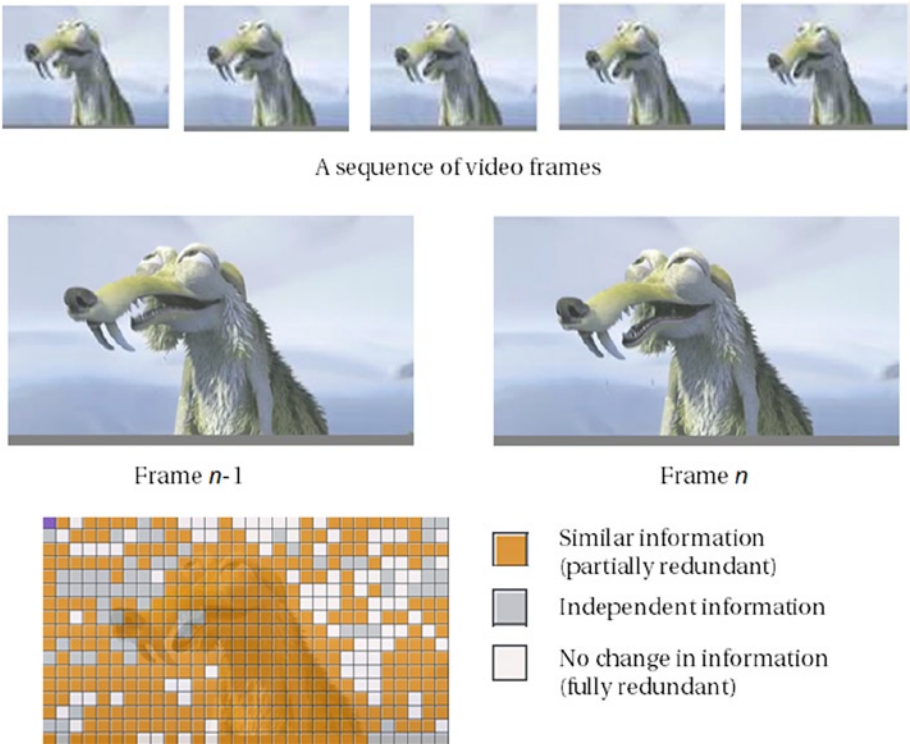 A sequence of video frames
Frame n-1
Frame n
Similar information
(partially redundant)
Independent information
No change in information
(fully redundant)